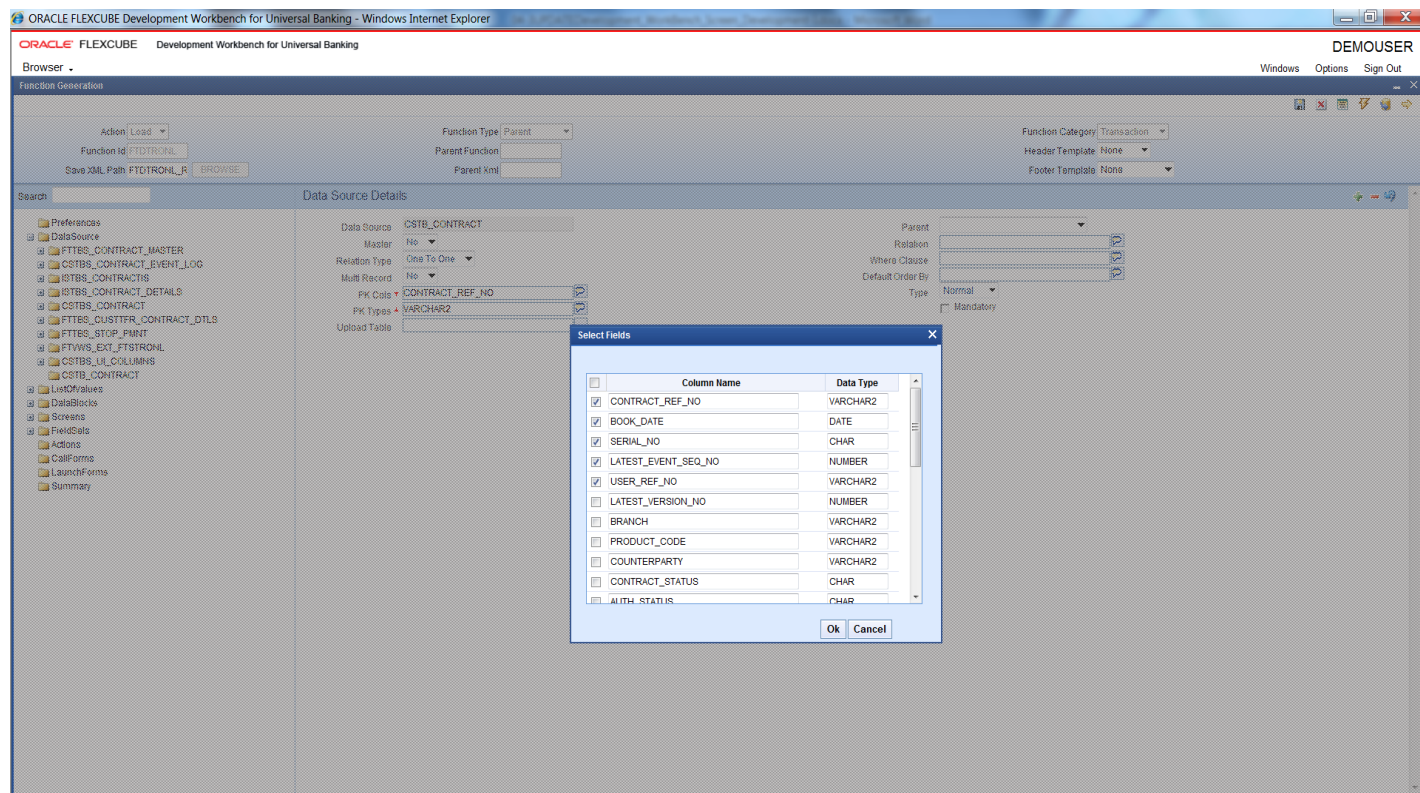 ORACLE FLEXCUBE Development Workbench for Universal Banking - Windows Internet Explorer
ORACLE FLEXCUBE Development Workbench for Universal Banking
DEMOUSER
Browser
Windows Options Sign Out
Function Generation
Action Load Function Type Parent Function Category Transaction
Function Id FTDTRONL Parent Function Header Template None
Save XML Path FTDTRONL_R BROWSE Parent Xml Footer Template None
Search Data Source Details
Preferences
DataSource
FTTBS_CONTRACT_MASTER
CSTBS_CONTRACT_EVENT_LOG
ISTBS_CONTRACTIS
ISTBS_CONTRACT_DETAILS
CSTBS_CONTRACT
FTTBS_CUSTTFR_CONTRACT_DTLS
FTTBS_STOP_PMNT
FTVWS_EXT_FTSTRONL
CSTBS_UI_COLUMNS
CSTB_CONTRACT
ListOfValues
DataBlocks
Screens
FieldSets
Actions
CallForms
LaunchForms
Summary
Data Source CSTB_CONTRACT Parent
Master No Relation
Relation Type One To One Where Clause
Multi Record No Default Order By
PK Cols * CONTRACT_REF_NO Type Normal
PK Types * VARCHAR2 Mandatory
Upload Table
Select Fields
Column Name Data Type
CONTRACT_REF_NO VARCHAR2
BOOK_DATE DATE
SERIAL_NO CHAR
LATEST_EVENT_SEQ_NO NUMBER
USER_REF_NO VARCHAR2
LATEST_VERSION_NO NUMBER
BRANCH VARCHAR2
PRODUCT_CODE VARCHAR2
COUNTERPARTY VARCHAR2
CONTRACT_STATUS CHAR
AUTH_STATUS CHAR
Ok Cancel